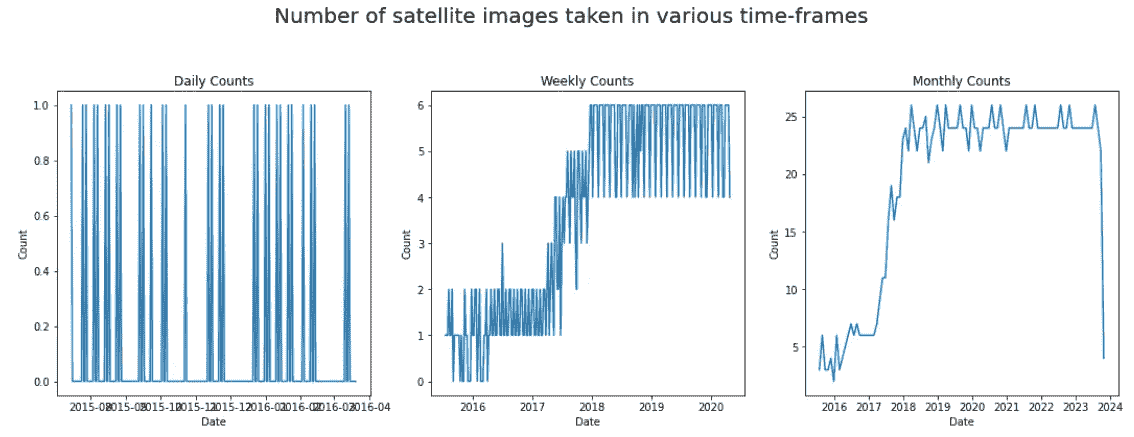 Number of satellite images taken in various time-frames
Daily Counts
Count
1.0
0.8
0.6
0.4
0.2
0.0
2016-04
Date
Weekly Counts
Count
6
5
4
3
2
1
0
2016 2017 2018 2019 2020
Date
Monthly Counts
Count
25
20
15
10
5
2016 2017 2018 2019 2020 2021 2022 2023 2024
Date